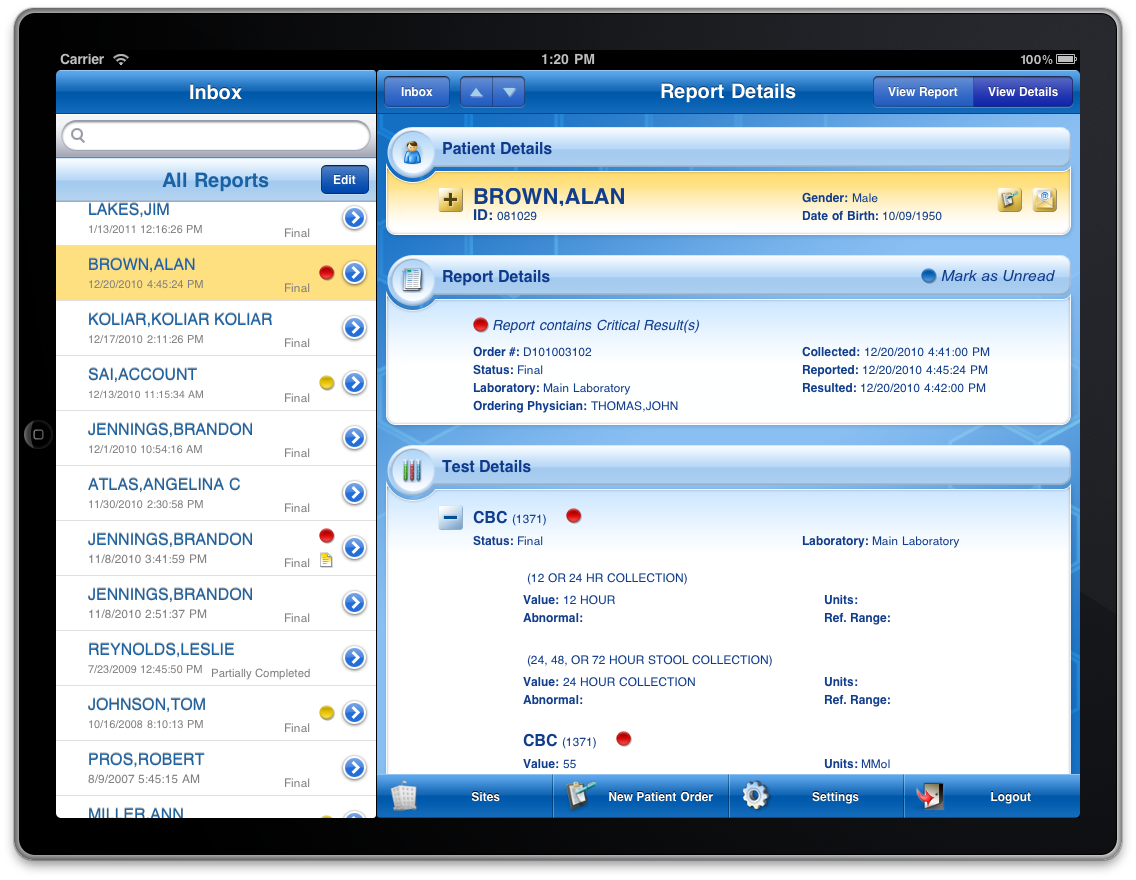 Carrier
1:20 PM
100%
Inbox
All Reports
Edit
LAKES,JIM
1/13/2011 12:16:26 PM
Final
BROWN,ALAN
12/20/2010 4:45:24 PM
Final
KOLIAR,KOLIAR KOLIAR
12/17/2010 2:11:26 PM
Final
SAI,ACCOUNT
12/13/2010 11:15:34 AM
Final
JENNINGS,BRANDON
12/1/2010 10:54:16 AM
Final
ATLAS,ANGELINA C
11/30/2010 2:30:58 PM
Final
JENNINGS,BRANDON
11/8/2010 3:41:59 PM
Final
JENNINGS,BRANDON
11/8/2010 2:51:37 PM
Final
REYNOLDS,LESLIE
7/23/2009 12:45:50 PM
Partially Completed
JOHNSON,TOM
10/16/2008 8:10:13 PM
Final
PROS,ROBERT
8/9/2007 5:45:15 AM
Final
MILLER,ANN
Inbox
Report Details
View Report
View Details
Patient Details
BROWN,ALAN
ID: 081029
Gender: Male
Date of Birth: 10/09/1950
Report Details
Mark as Unread
Report contains Critical Result(s)
Order #: D101003102
Status: Final
Laboratory: Main Laboratory
Ordering Physician: THOMAS,JOHN
Collected: 12/20/2010 4:41:00 PM
Reported: 12/20/2010 4:45:24 PM
Resulted: 12/20/2010 4:42:00 PM
Test Details
CBC (1371)
Status: Final
Laboratory: Main Laboratory
(12 OR 24 HR COLLECTION)
Value: 12 HOUR
Units:
Abnormal:
Ref. Range:
(24, 48, OR 72 HOUR STOOL COLLECTION)
Value: 24 HOUR COLLECTION
Units:
Abnormal:
Ref. Range:
CBC (1371)
Value: 55
Units: MMol
Sites
New Patient Order
Settings
Logout